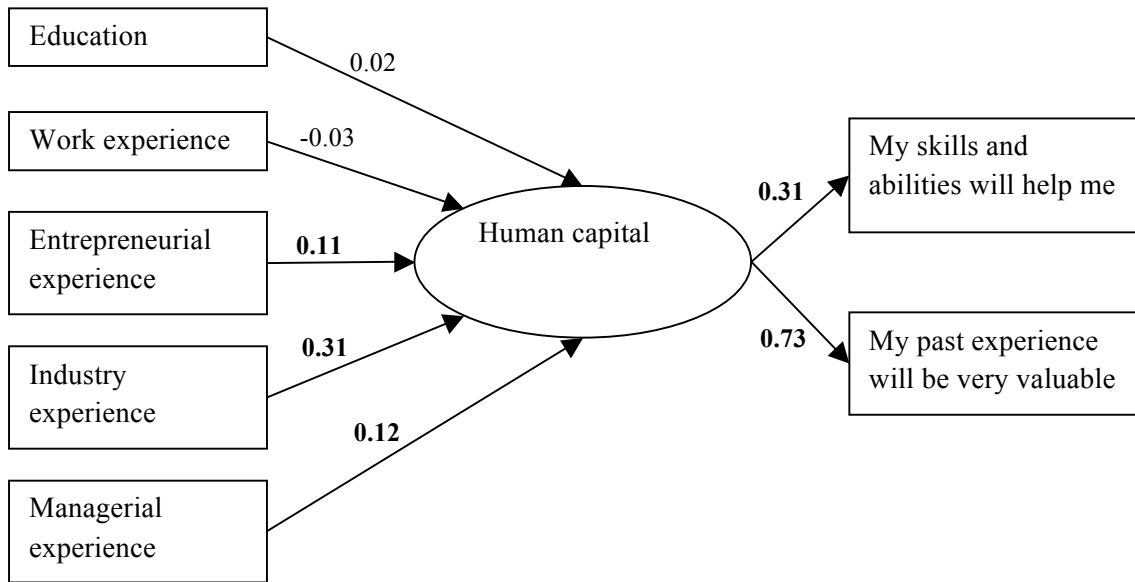 Education
0.02
Work experience
-0.03
Entrepreneurial
experience
0.11
Industry
experience
0.31
Managerial
experience
0.12
Human capital
0.31
My skills and
abilities will help me
0.73
My past experience
will be very valuable